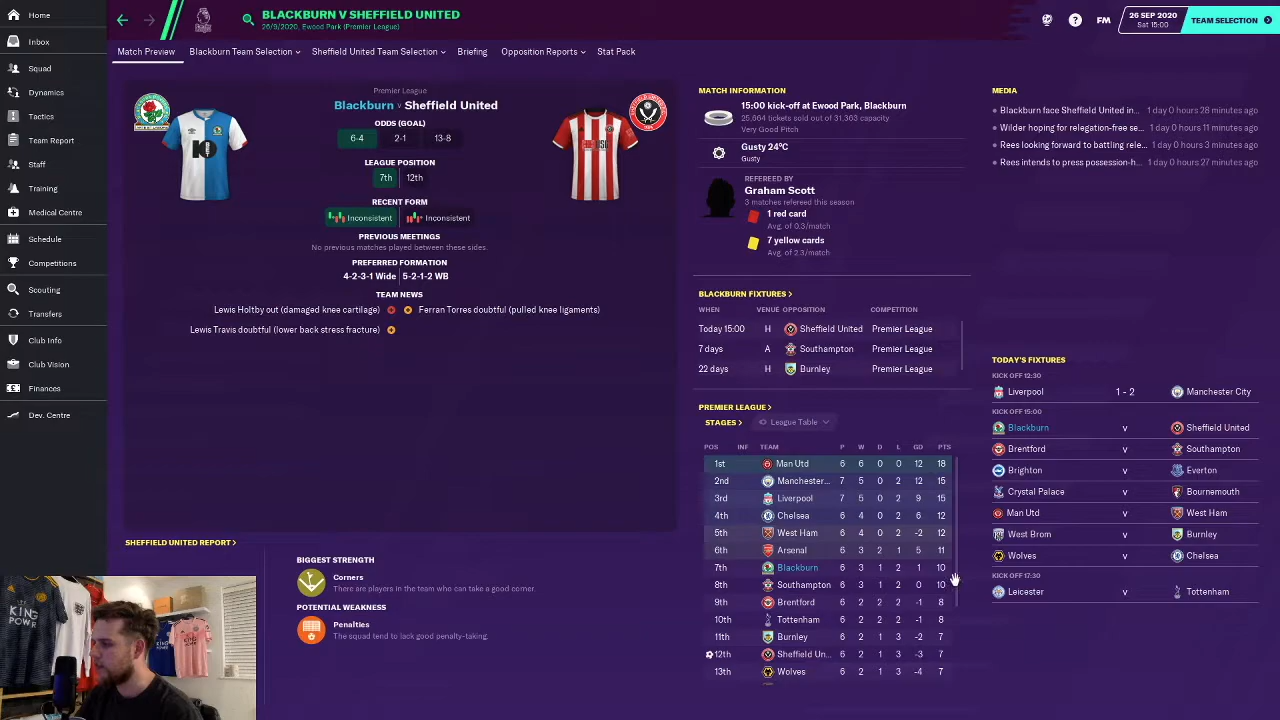 BLACKBURN V SHEFFIELD UNITED
26/9/2020, Ewood Park (Premier League)
FM
26 SEP 2020
Sat 15:00
TEAM SELECTION
Home
Inbox
Squad
Dynamics
Tactics
Team Report
Staff
Training
Medical Centre
Schedule
Competitions
Scouting
Transfers
Club Info
Club Vision
Finances
Dev. Centre
Match Preview
Blackburn Team Selection
Sheffield United Team Selection
Briefing
Opposition Reports
Stat Pack
Premier League
Blackburn v Sheffield United
ODDS (GOAL)
6-4 2-1 13-8
LEAGUE POSITION
7th 12th
RECENT FORM
Inconsistent Inconsistent
PREVIOUS MEETINGS
No previous matches played between these sides.
PREFERRED FORMATION
4-2-3-1 Wide 5-2-1-2 WB
TEAM NEWS
Lewis Holtby out (damaged knee cartilage) Ferran Torres doubtful (pulled knee ligaments)
Lewis Travis doubtful (lower back stress fracture)
SHEFFIELD UNITED REPORT
BIGGEST STRENGTH
Corners
There are players in the team who can take a good corner.
POTENTIAL WEAKNESS
Penalties
The squad tend to lack good penalty-taking.
MATCH INFORMATION
15:00 kick-off at Ewood Park, Blackburn
25,664 tickets sold out of 31,363 capacity
Very Good Pitch
Gusty 24°C
Gusty
REFEREED BY
Graham Scott
3 matches refereed this season
1 red card
Avg. of 0.3/match
7 yellow cards
Avg. of 2.3/match
BLACKBURN FIXTURES
WHEN VENUE OPPOSITION COMPETITION
Today 15:00 H Sheffield United Premier League
7 days A Southampton Premier League
22 days H Burnley Premier League
PREMIER LEAGUE
STAGES League Table
POS INF TEAM P W D L GD PTS
1st Man Utd 6 6 0 0 12 18
2nd Manchester... 7 5 0 2 12 15
3rd Liverpool 7 5 0 2 9 15
4th Chelsea 6 4 0 2 6 12
5th West Ham 6 4 0 2 -2 12
6th Arsenal 6 3 2 1 5 11
7th Blackburn 6 3 1 2 1 10
8th Southampton 6 3 1 2 0 10
9th Brentford 6 2 2 2 -1 8
10th Tottenham 6 2 2 2 -1 8
11th Burnley 6 2 1 3 -2 7
12th Sheffield Un... 6 2 1 3 -3 7
13th Wolves 6 2 1 3 -4 7
MEDIA
Blackburn face Sheffield United in... 1 day 0 hours 28 minutes ago
Wilder hoping for relegation-free se... 1 day 0 hours 11 minutes ago
Rees looking forward to battling rele... 1 day 0 hours 3 minutes ago
Rees intends to press possession-h... 1 day 0 hours 27 minutes ago
TODAY'S FIXTURES
KICK OFF 12:30
Liverpool 1 - 2 Manchester City
KICK OFF 15:00
Blackburn v Sheffield United
Brentford v Southampton
Brighton v Everton
Crystal Palace v Bournemouth
Man Utd v West Ham
West Brom v Burnley
Wolves v Chelsea
KICK OFF 17:30
Leicester v Tottenham